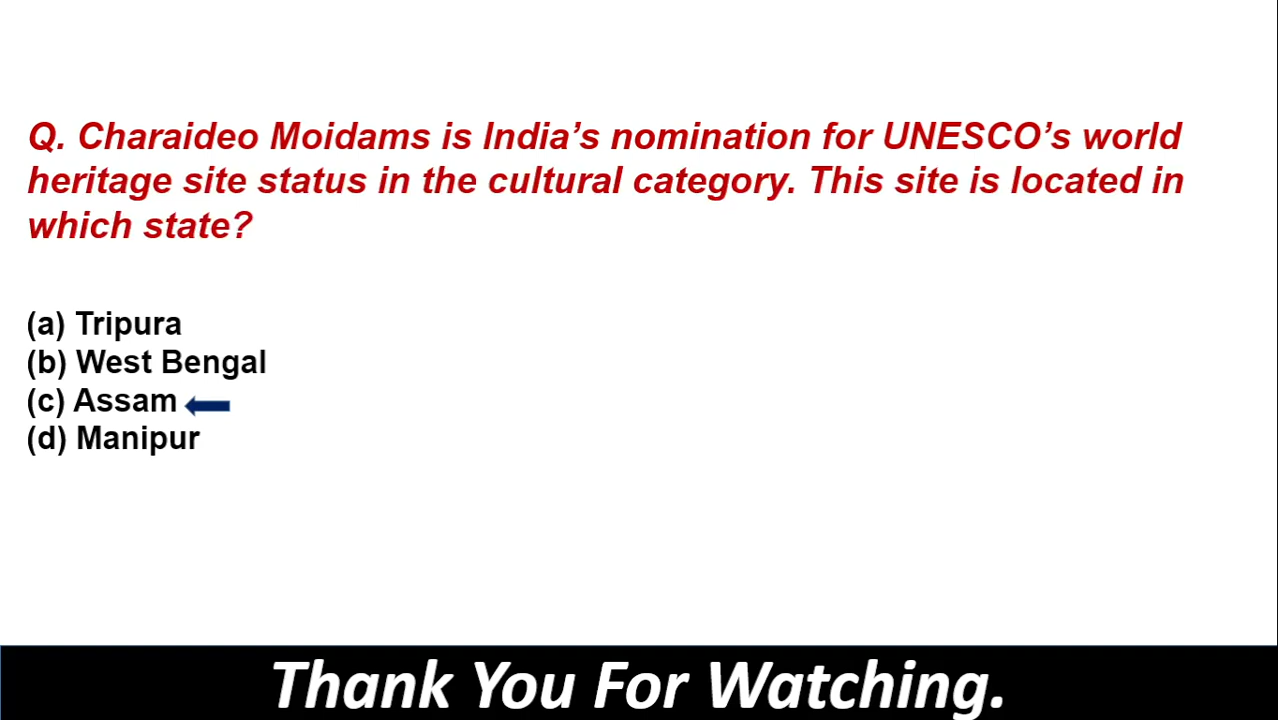 Q. Charaideo Moidams is India’s nomination for UNESCO’s world
heritage site status in the cultural category. This site is located in
which state?
(a) Tripura
(b) West Bengal
(c) Assam
(d) Manipur
Thank You For Watching.